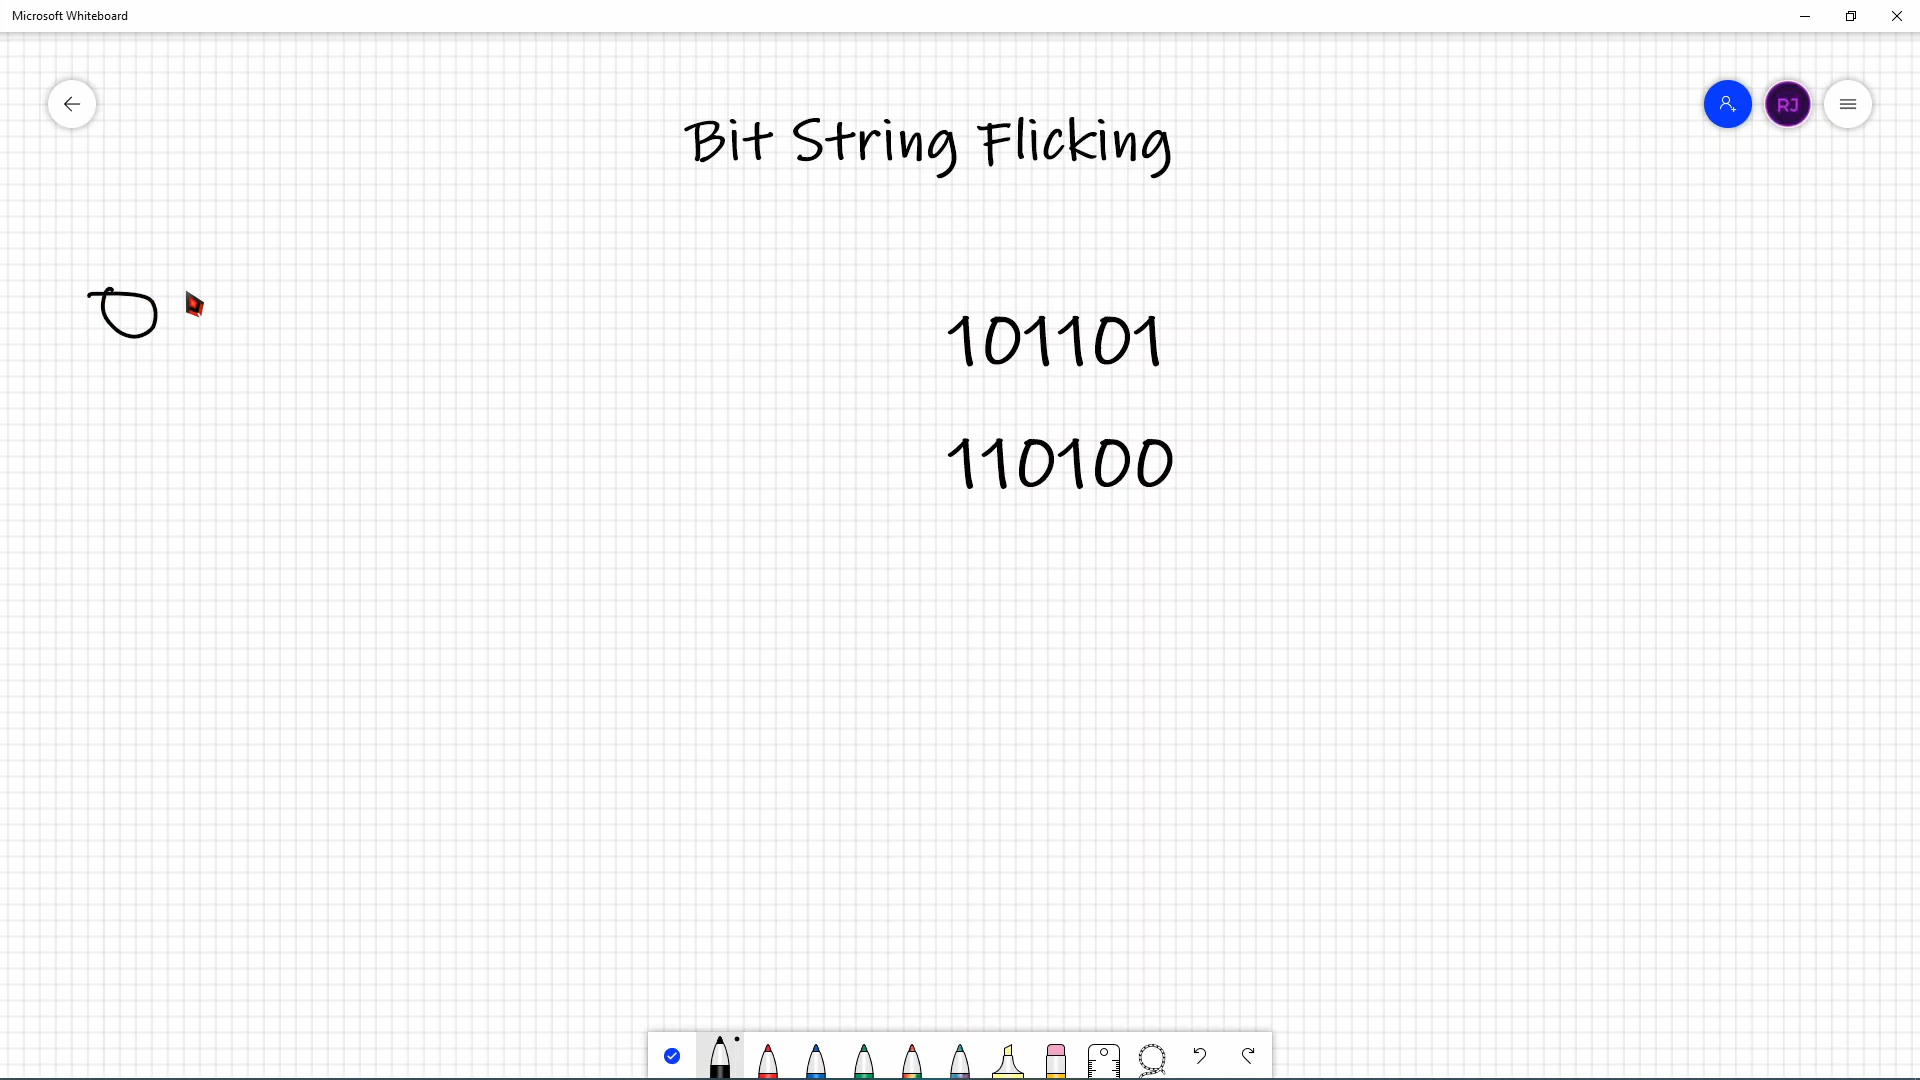 Microsoft Whiteboard
RJ
Bit String Flicking
101101
110100